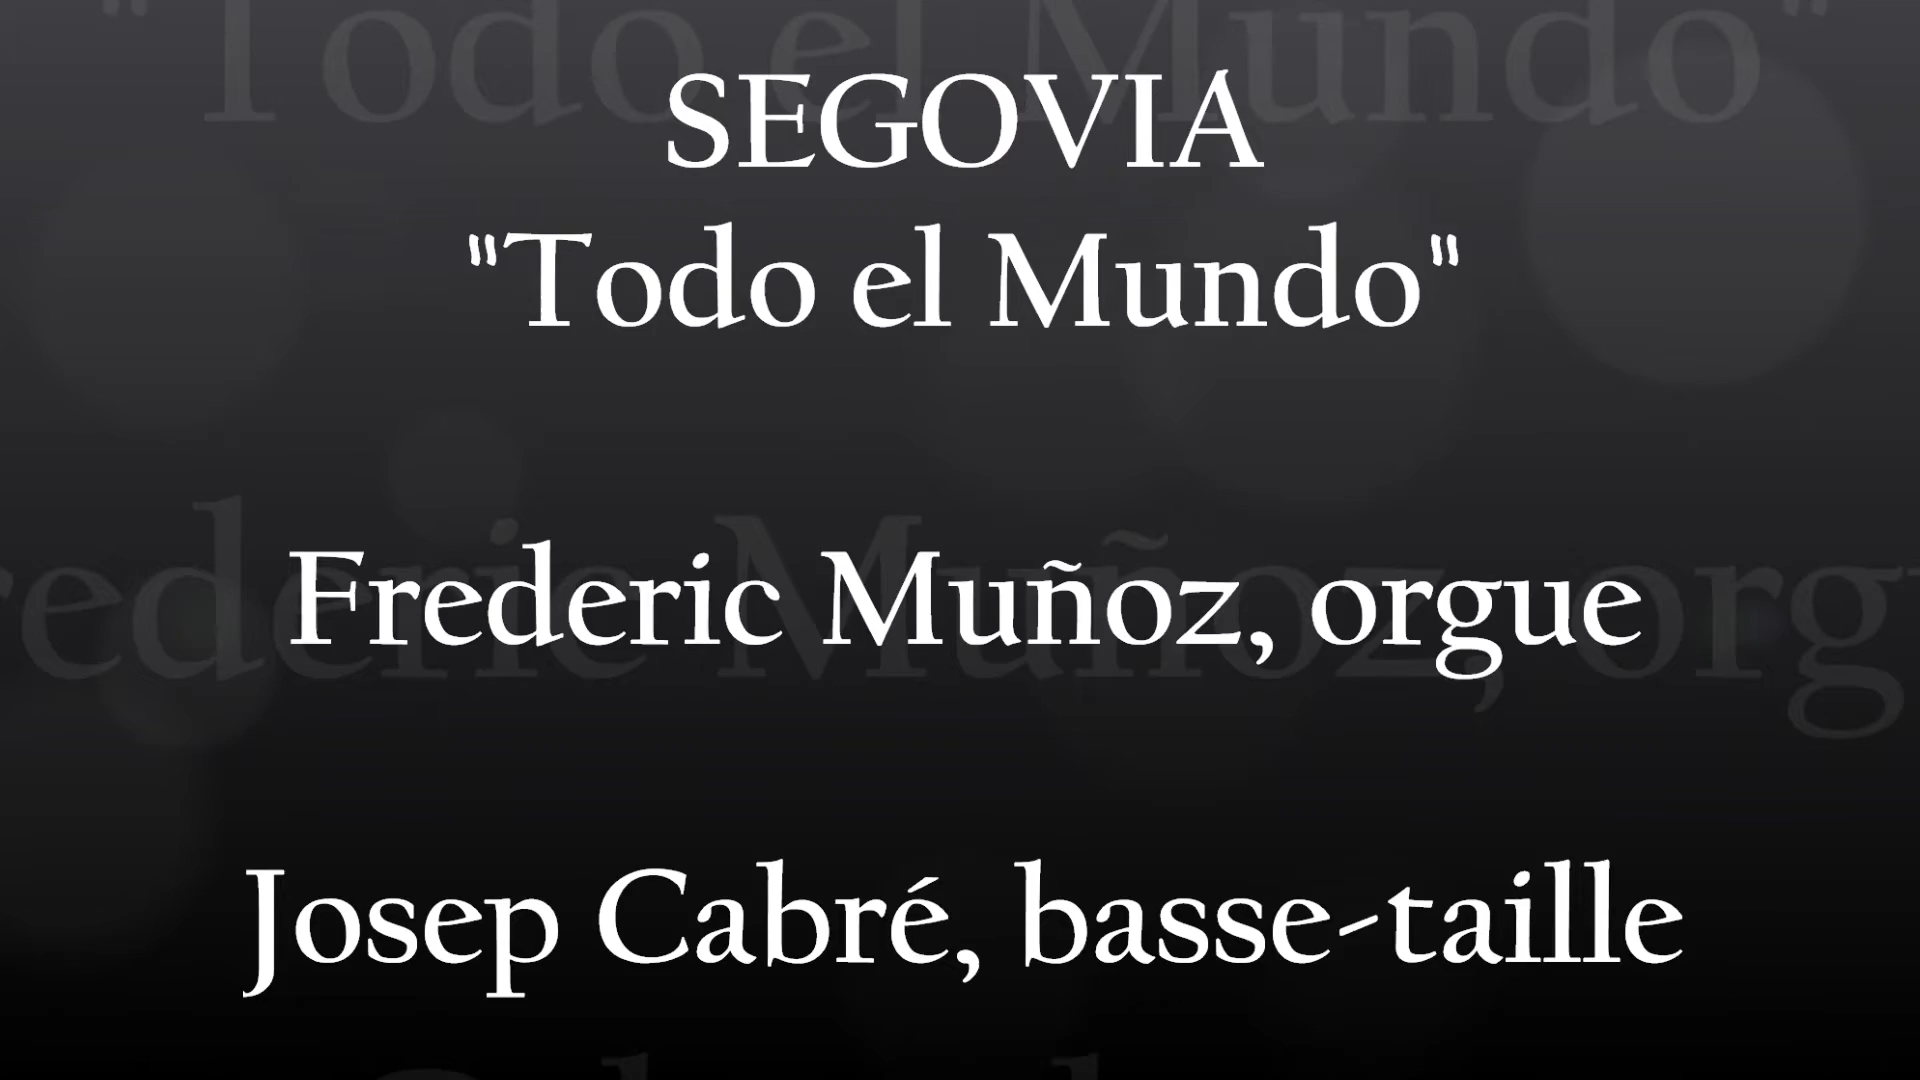 SEGOVIA
"Todo el Mundo"
Frederic Muñoz, orgue
Josep Cabré, basse-taille